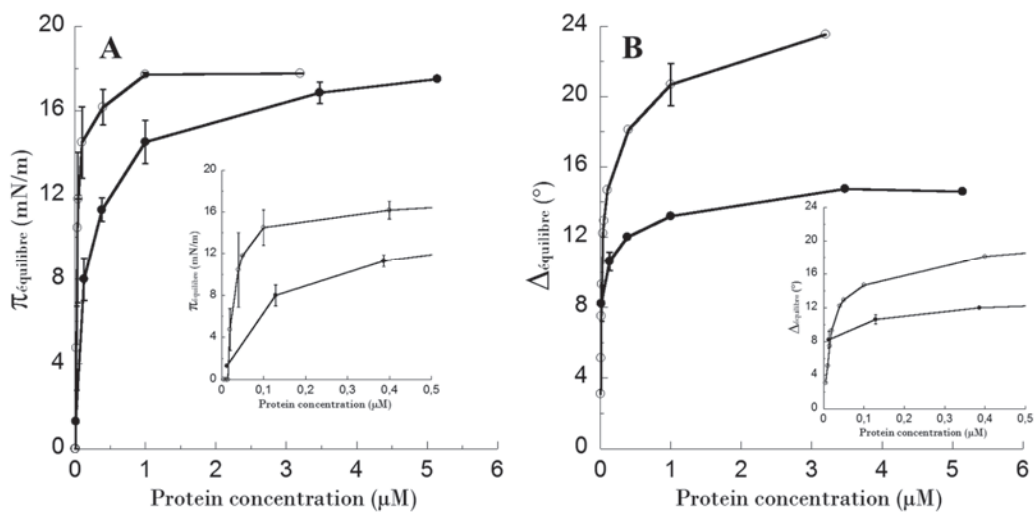 A
20
16
12
8
4
0
πéquilibre (mN/m)
0 1 2 3 4 5 6
Protein concentration (µM)
20
16
12
8
4
0
πéquilibre (mN/m)
0 0,1 0,2 0,3 0,4 0,5
Protein concentration (µM)
B
24
20
16
12
8
4
0
Δéquilibre (°)
0 1 2 3 4 5 6
Protein concentration (µM)
24
20
16
12
8
4
0
Δéquilibre (°)
0 0,1 0,2 0,3 0,4 0,5
Protein concentration (µM)